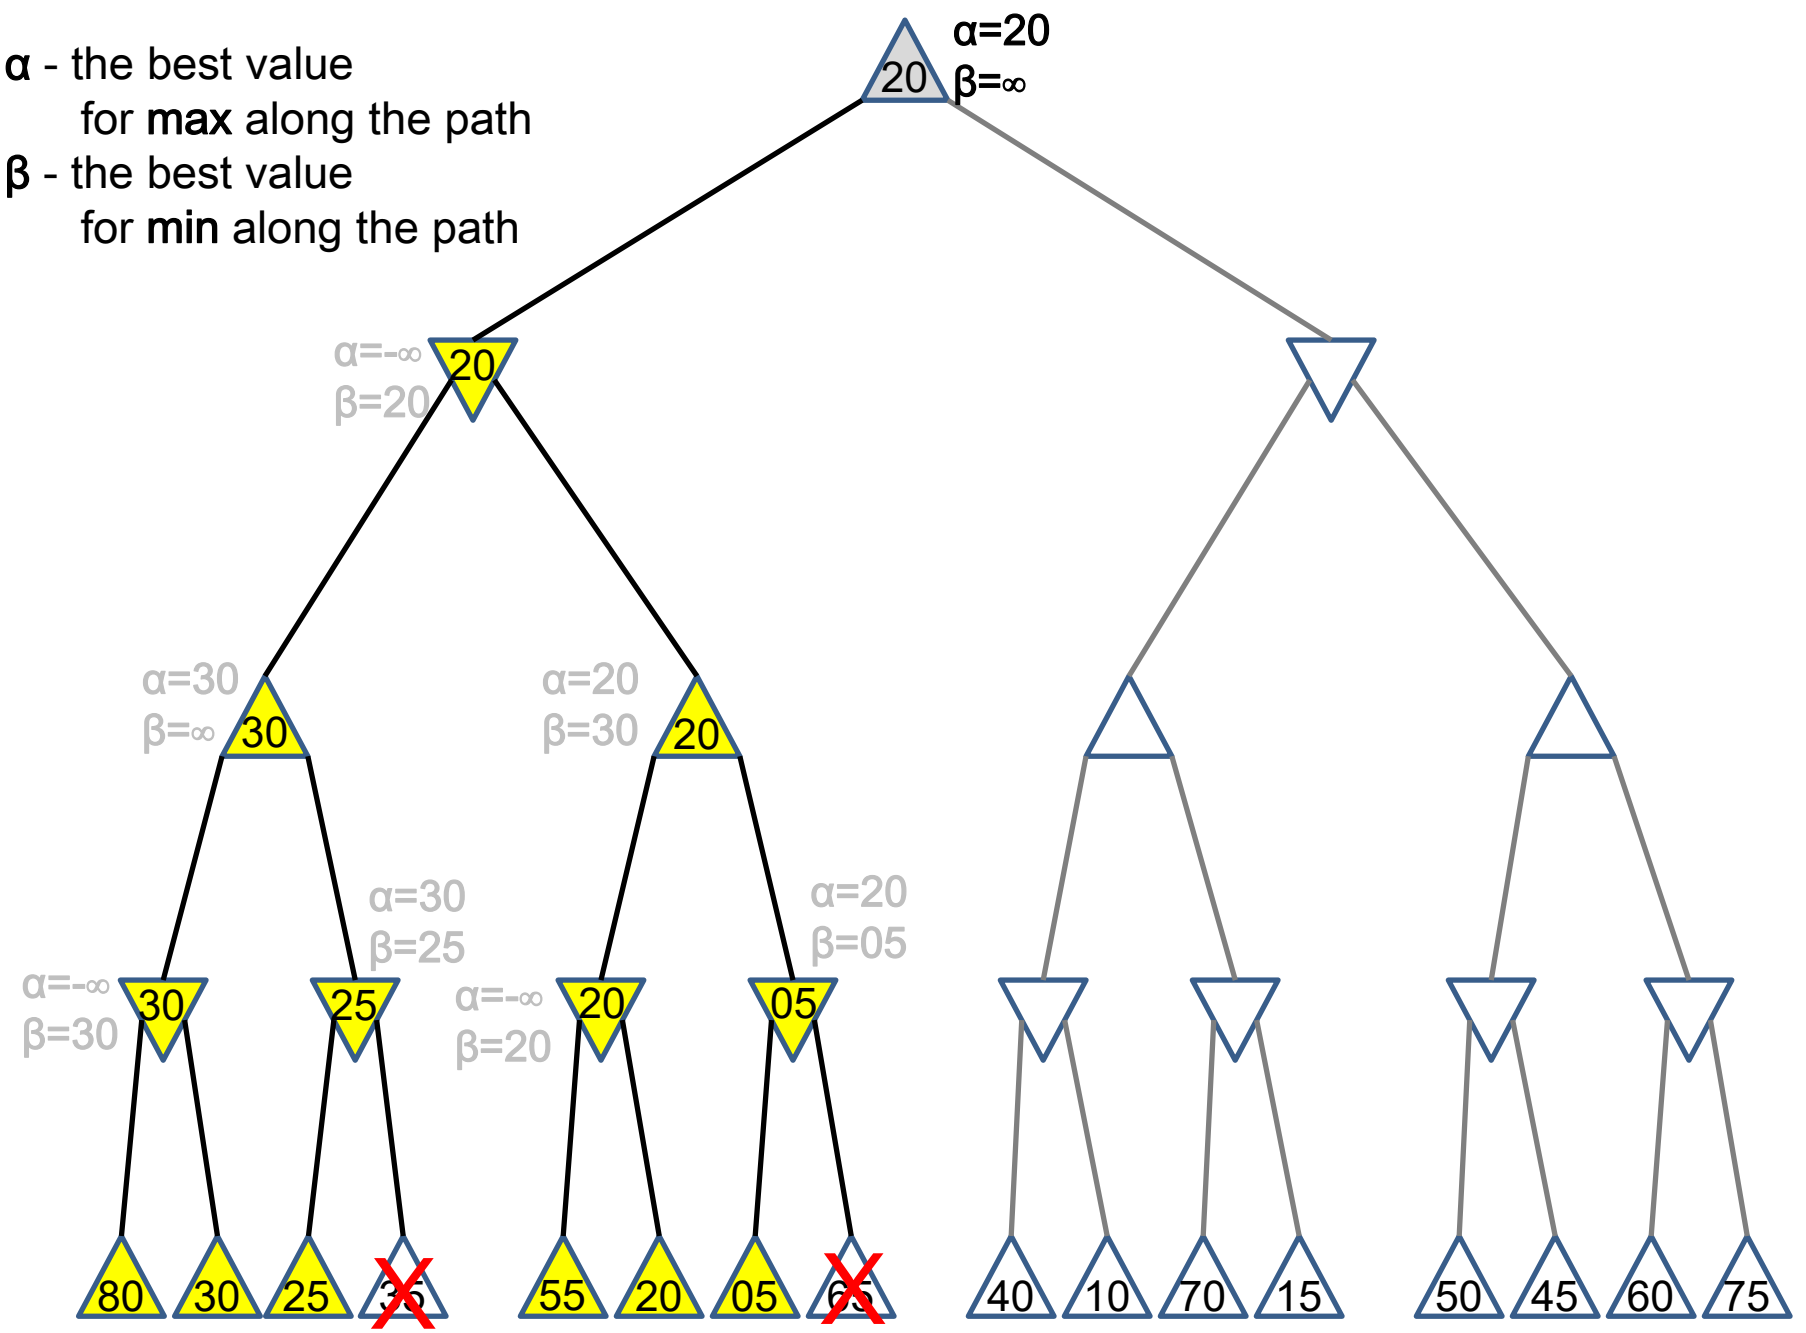 α - the best value
for max along the path
β - the best value
for min along the path
α=20
β=∞
20
α=-∞
β=20
20
α=30
β=∞
30
α=20
β=30
20
α=30
β=25
α=20
β=05
α=-∞
β=30
30
25
α=-∞
β=20
20
05
80 30 25 35 55 20 05 65 40 10 70 15 50 45 60 75